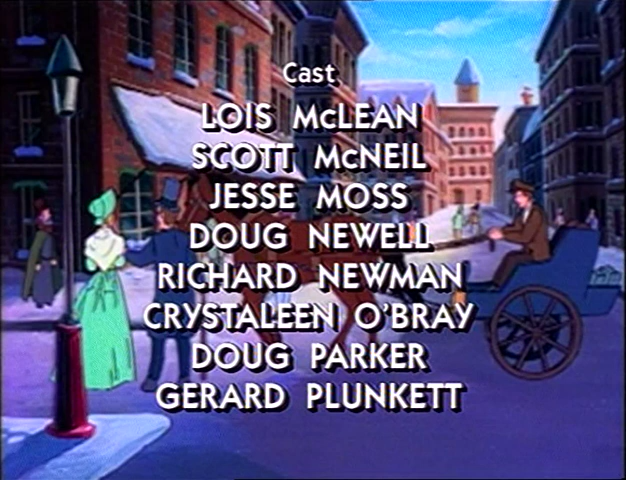 Cast
LOIS McLEAN
SCOTT McNEIL
JESSE MOSS
DOUG NEWELL
RICHARD NEWMAN
CRYSTALEEN O'BRAY
DOUG PARKER
GERARD PLUNKETT